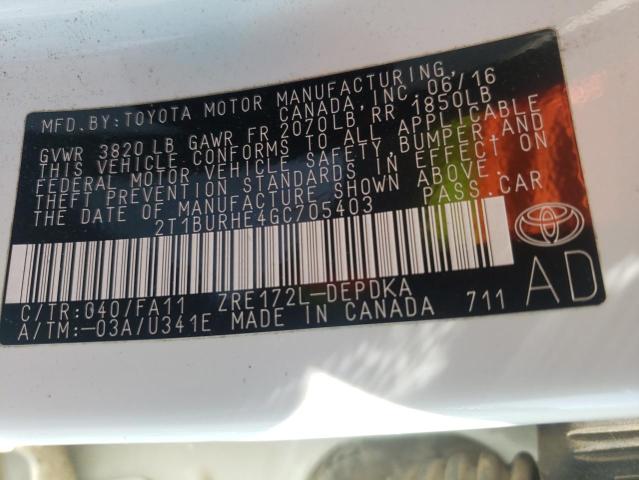 MFD. BY: TOYOTA MOTOR MANUFACTURING,
CANADA, INC. 06/16
GVWR 3820 LB GAWR FR 2070LB RR 1850LB
THIS VEHICLE CONFORMS TO ALL APPLICABLE
FEDERAL MOTOR VEHICLE SAFETY, BUMPER, AND
THEFT PREVENTION STANDARDS IN EFFECT ON
THE DATE OF MANUFACTURE SHOWN ABOVE.
2T1BURHE4GC705403 PASS.CAR
C/TR:040/FA11 ZRE172L-DEPDKA AD
A/TM:-03A/U341E MADE IN CANADA 711